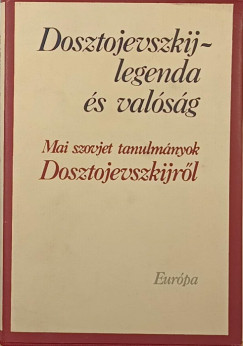 Dosztojevszkij-
legenda
és valóság
Mai szovjet tanulmányok
Dosztojevszkijről
Európa